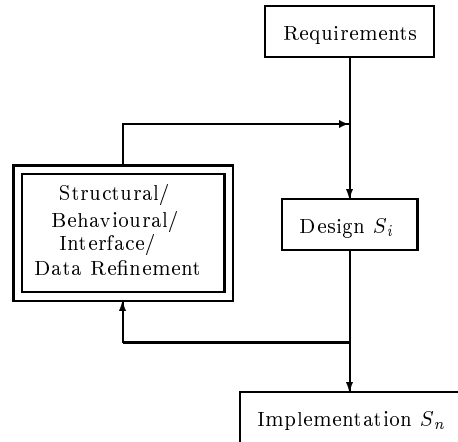 Requirements
Structural/
Behavioural/
Interface/
Data Refinement
Design S_i
Implementation S_n